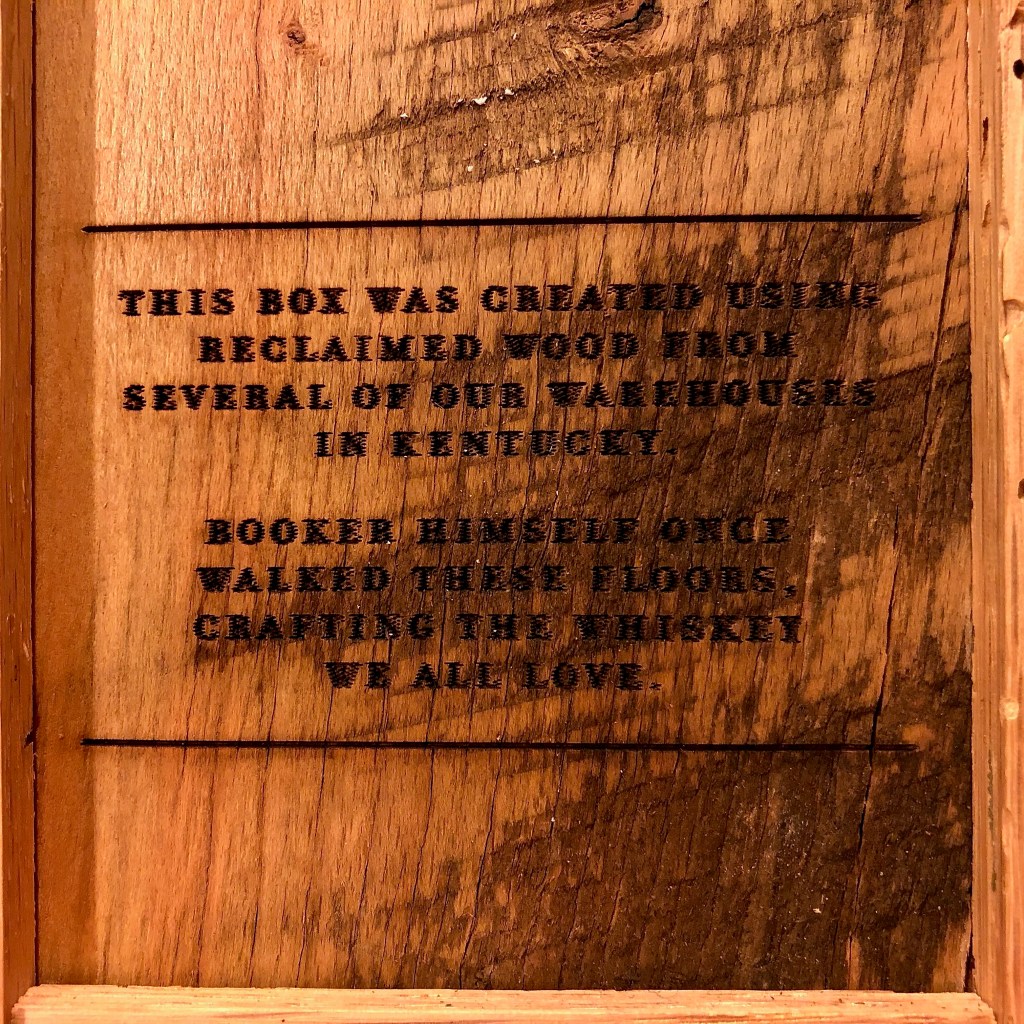 THIS BOX WAS CREATED USING
RECLAIMED WOOD FROM
SEVERAL OF OUR WAREHOUSES
IN KENTUCKY.
BOOKER HIMSELF ONCE
WALKED THESE FLOORS,
CRAFTING THE WHISKEY
WE ALL LOVE.